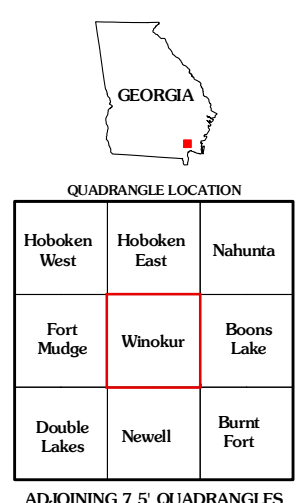 GEORGIA
QUADRANGLE LOCATION
Hoboken West
Hoboken East
Nahunta
Fort Mudge
Winokur
Boons Lake
Double Lakes
Newell
Burnt Fort
ADJOINING 7.5' QUADRANGLES